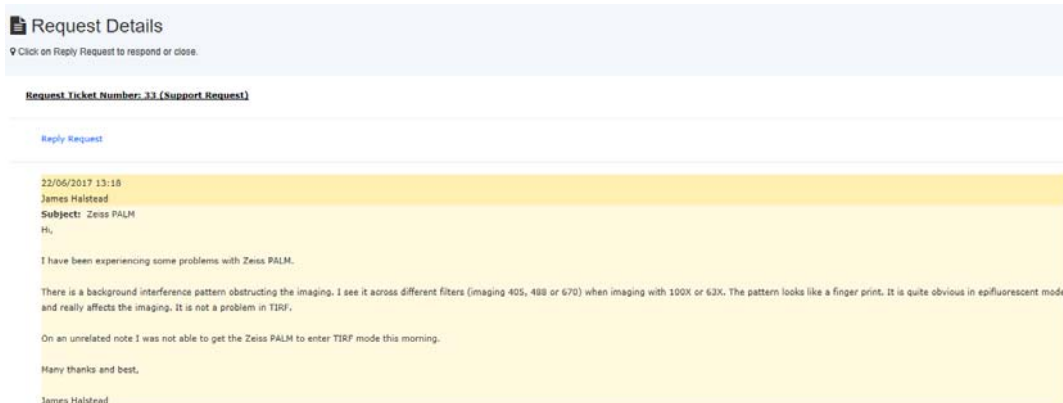 Request Details
Click on Reply Request to respond or close.
Request Ticket Number: 33 (Support Request)
Reply Request
22/06/2017 13:18
James Halstead
Subject: Zeiss PALM
Hi,
I have been experiencing some problems with Zeiss PALM.
There is a background interference pattern obstructing the imaging. I see it across different filters (imaging 405, 488 or 670) when imaging with 100X or 63X. The pattern looks like a finger print. It is quite obvious in epifluorescent mode
and really affects the imaging. It is not a problem in TIRF.
On an unrelated note I was not able to get the Zeiss PALM to enter TIRF mode this morning.
Many thanks and best,
James Halstead